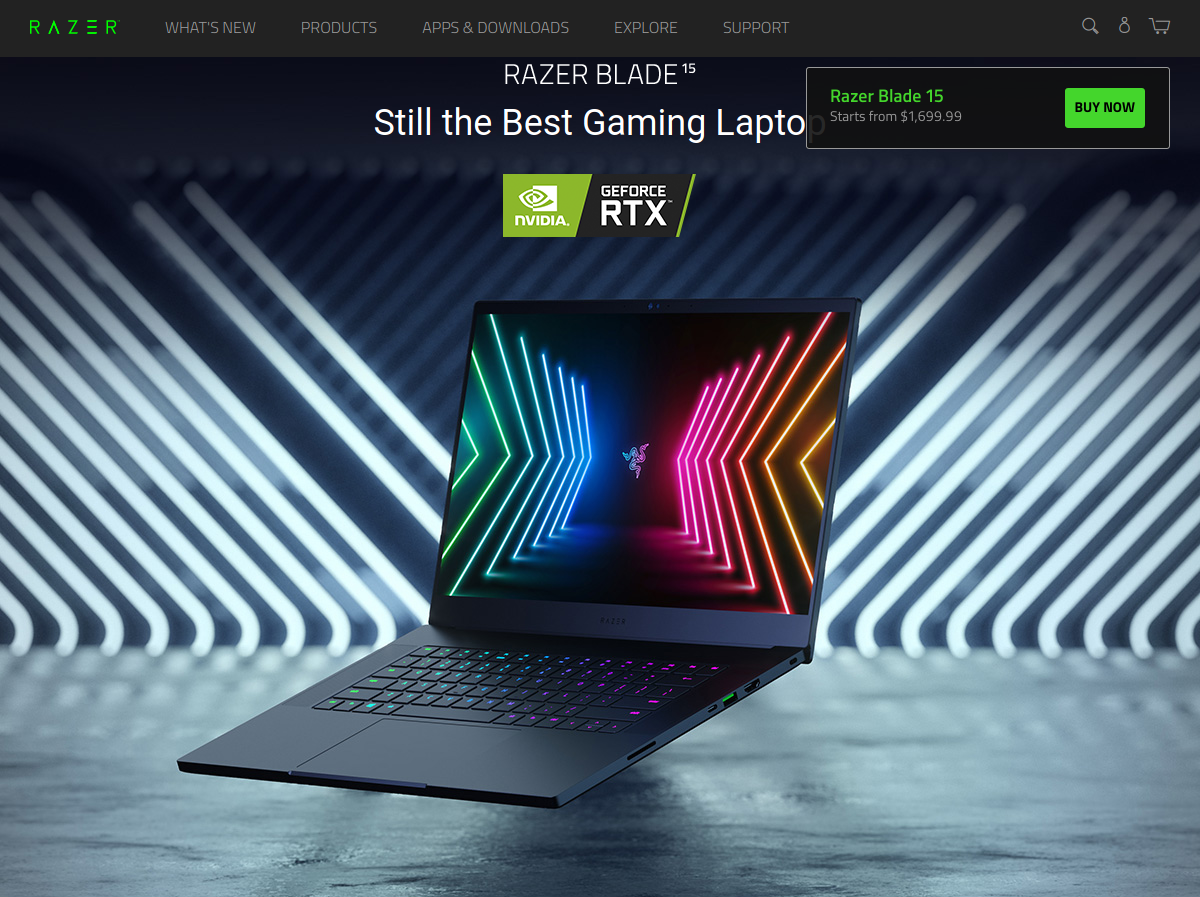 RAZER
WHAT'S NEW
PRODUCTS
APPS & DOWNLOADS
EXPLORE
SUPPORT
RAZER BLADE 15
Still the Best Gaming Laptop
Razer Blade 15
Starts from $1,699.99
BUY NOW
NVIDIA.
GEFORCE
RTX™
RAZER